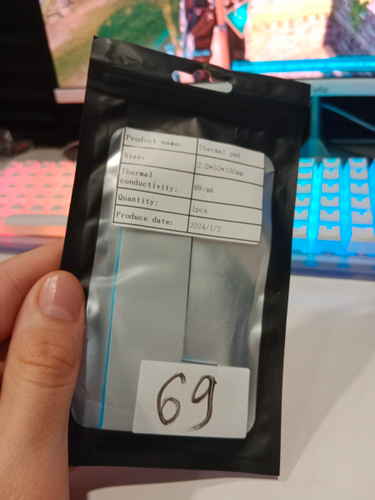 Product name: Thermal pad
Size: 2.0*50*100mm
Thermal conductivity: 8W/mk
Quantity: 1pcs
Produce date: 2024/1/2
69